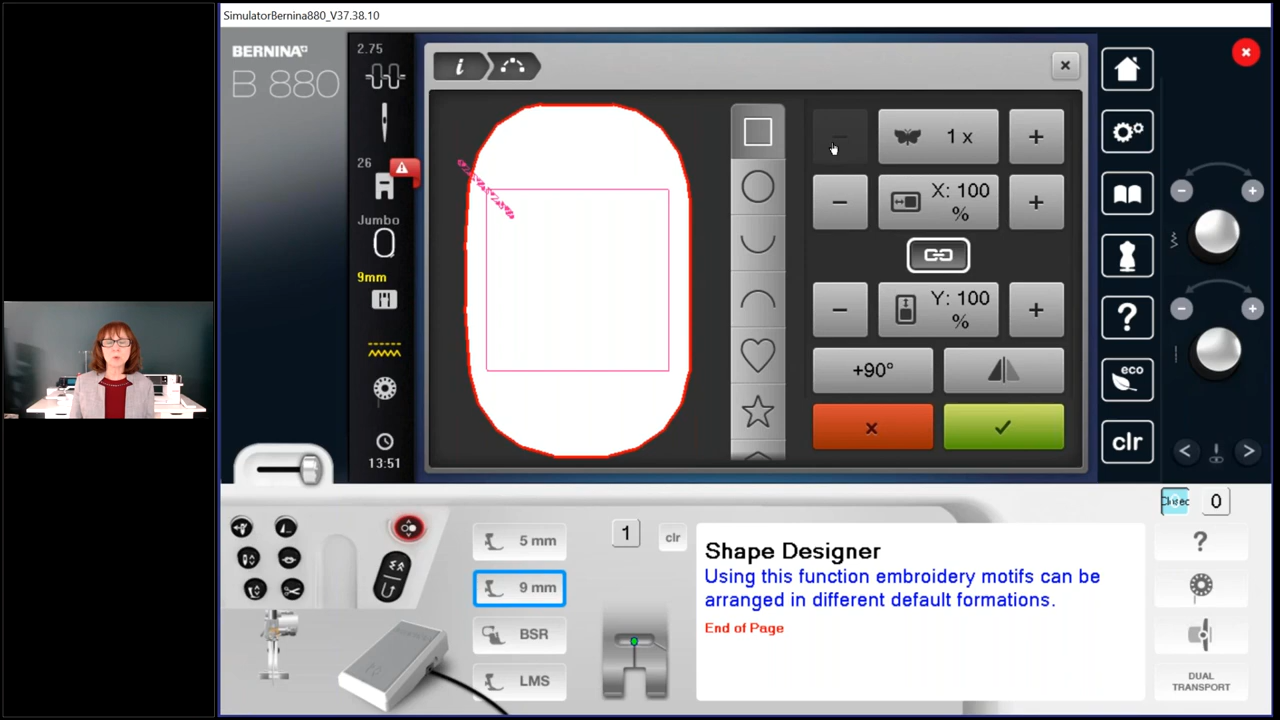 SimulatorBernina880_V37.38.10
BERNINA
B 880
2.75
26
Jumbo
9mm
13:51
i
1 x
X: 100
%
Y: 100
%
+90°
?
eco
clr
5 mm
9 mm
BSR
LMS
1
clr
Shape Designer
Using this function embroidery motifs can be
arranged in different default formations.
End of Page
0
?
DUAL
TRANSPORT